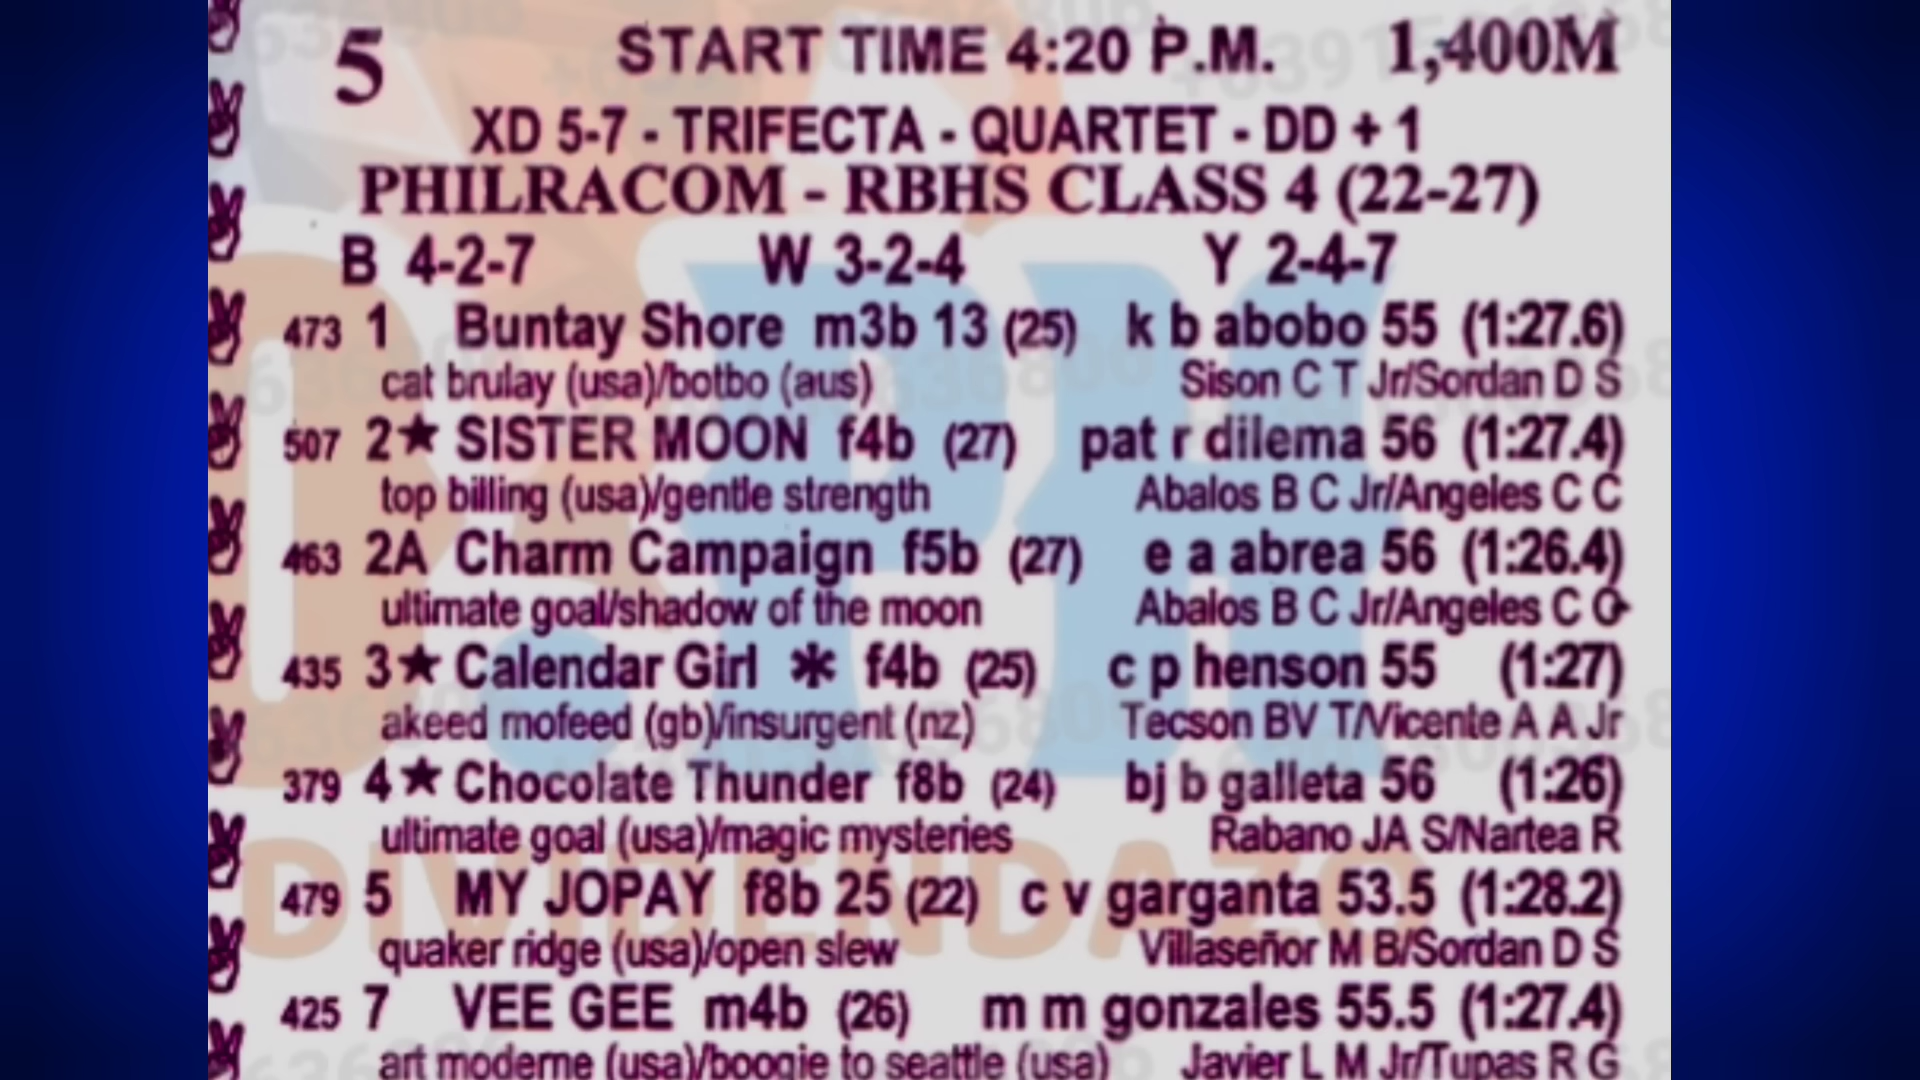 5 START TIME 4:20 P.M. 1,400M
XD 5-7 - TRIFECTA - QUARTET - DD + 1
PHILRACOM - RBHS CLASS 4 (22-27)
B 4-2-7 W 3-2-4 Y 2-4-7
473 1 Buntay Shore m3b 13 (25) k b abobo 55 (1:27.6)
cat brulay (usa)/botbo (aus) Sison C T Jr/Sordan D S
507 2★ SISTER MOON f4b (27) pat r dilema 56 (1:27.4)
top billing (usa)/gentle strength Abalos B C Jr/Angeles C C
463 2A Charm Campaign f5b (27) e a abrea 56 (1:26.4)
ultimate goal/shadow of the moon Abalos B C Jr/Angeles C C
435 3★ Calendar Girl * f4b (25) c p henson 55 (1:27)
akeed mofeed (gb)/insurgent (nz) Tecson BV T/Vicente A A Jr
379 4★ Chocolate Thunder f8b (24) bj b galleta 56 (1:26)
ultimate goal (usa)/magic mysteries Rabano JA S/Nartea R
DIVIDENDAZO
479 5 MY JOPAY f8b 25 (22) c v garganta 53.5 (1:28.2)
quaker ridge (usa)/open slew Villaseñor M B/Sordan D S
425 7 VEE GEE m4b (26) m m gonzales 55.5 (1:27.4)
art moderne (usa)/boogie to seattle (usa) Javier L M Jr/Tupas R G